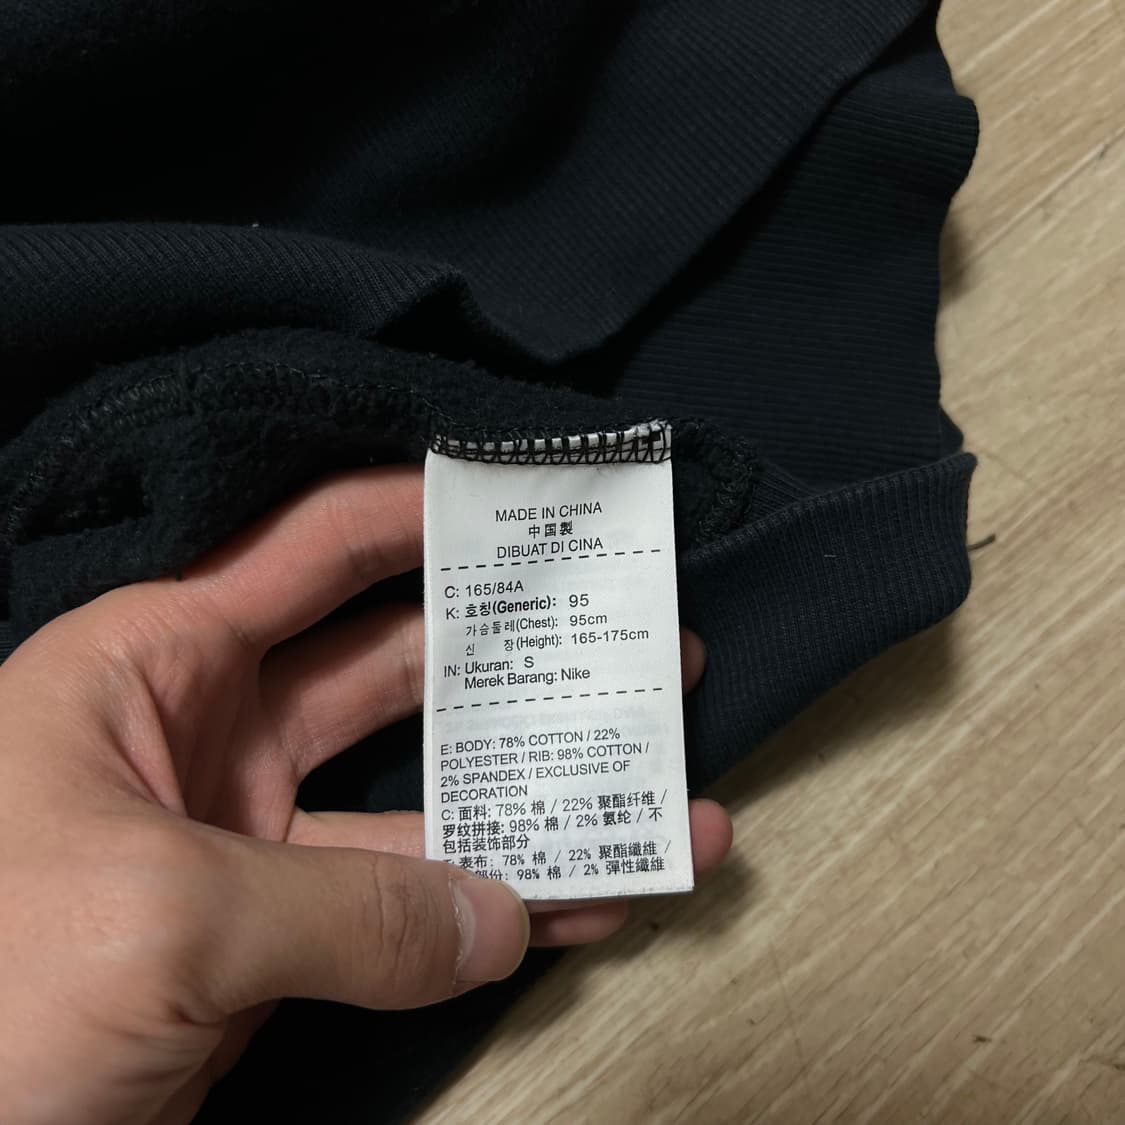 MADE IN CHINA
中国製
DIBUAT DI CINA
C: 165/84A
K: 호칭(Generic): 95
가슴둘레(Chest): 95cm
신 장(Height): 165-175cm
IN: Ukuran: S
Merek Barang: Nike
E: BODY: 78% COTTON / 22%
POLYESTER / RIB: 98% COTTON /
2% SPANDEX / EXCLUSIVE OF
DECORATION
C: 面料: 78% 棉 / 22% 聚酯纤维 /
罗纹拼接: 98% 棉 / 2% 氨纶 / 不
包括装饰部分
表布: 78% 棉 / 22% 聚酯纖維 /
部份: 98% 棉 / 2% 彈性纖維